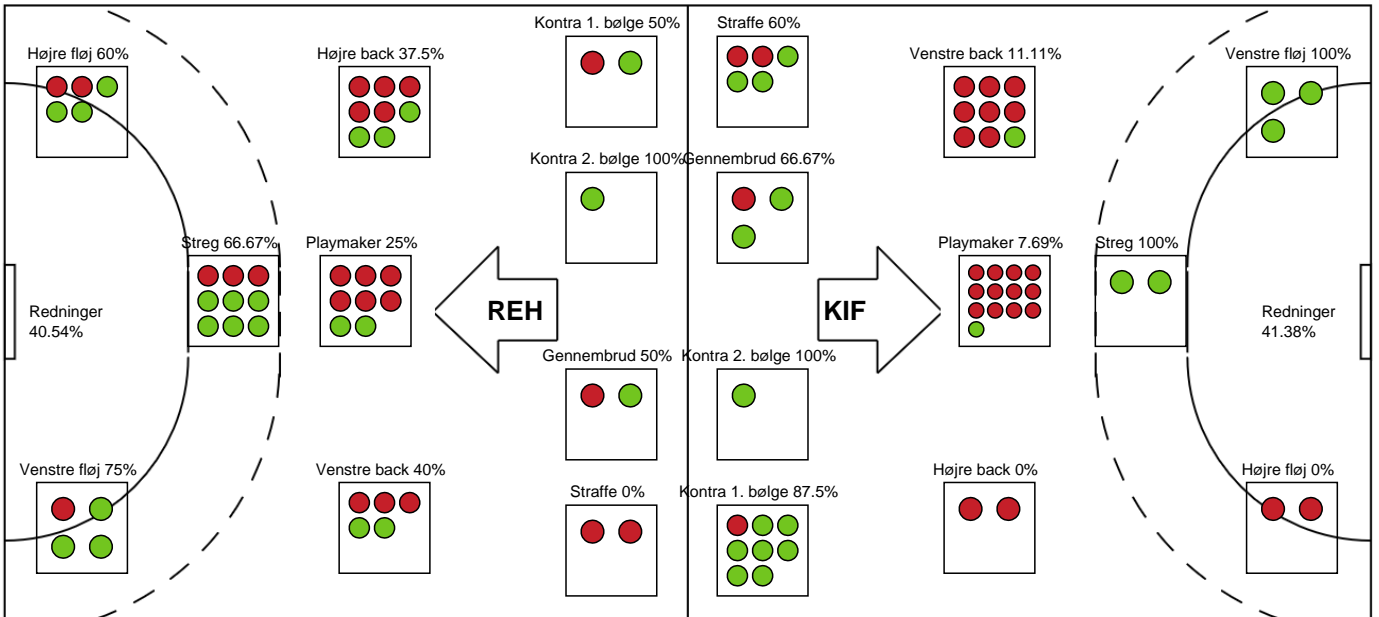 Kontra 1. bølge 50%
Straffe 60%
Højre fløj 60%
Højre back 37.5%
Venstre back 11.11%
Venstre fløj 100%
Kontra 2. bølge 100%
Gennembrud 66.67%
Streg 66.67%
Playmaker 25%
Playmaker 7.69%
Streg 100%
REH
KIF
Redninger
40.54%
Redninger
41.38%
Gennembrud 50%
Kontra 2. bølge 100%
Venstre fløj 75%
Venstre back 40%
Straffe 0%
Kontra 1. bølge 87.5%
Højre back 0%
Højre fløj 0%